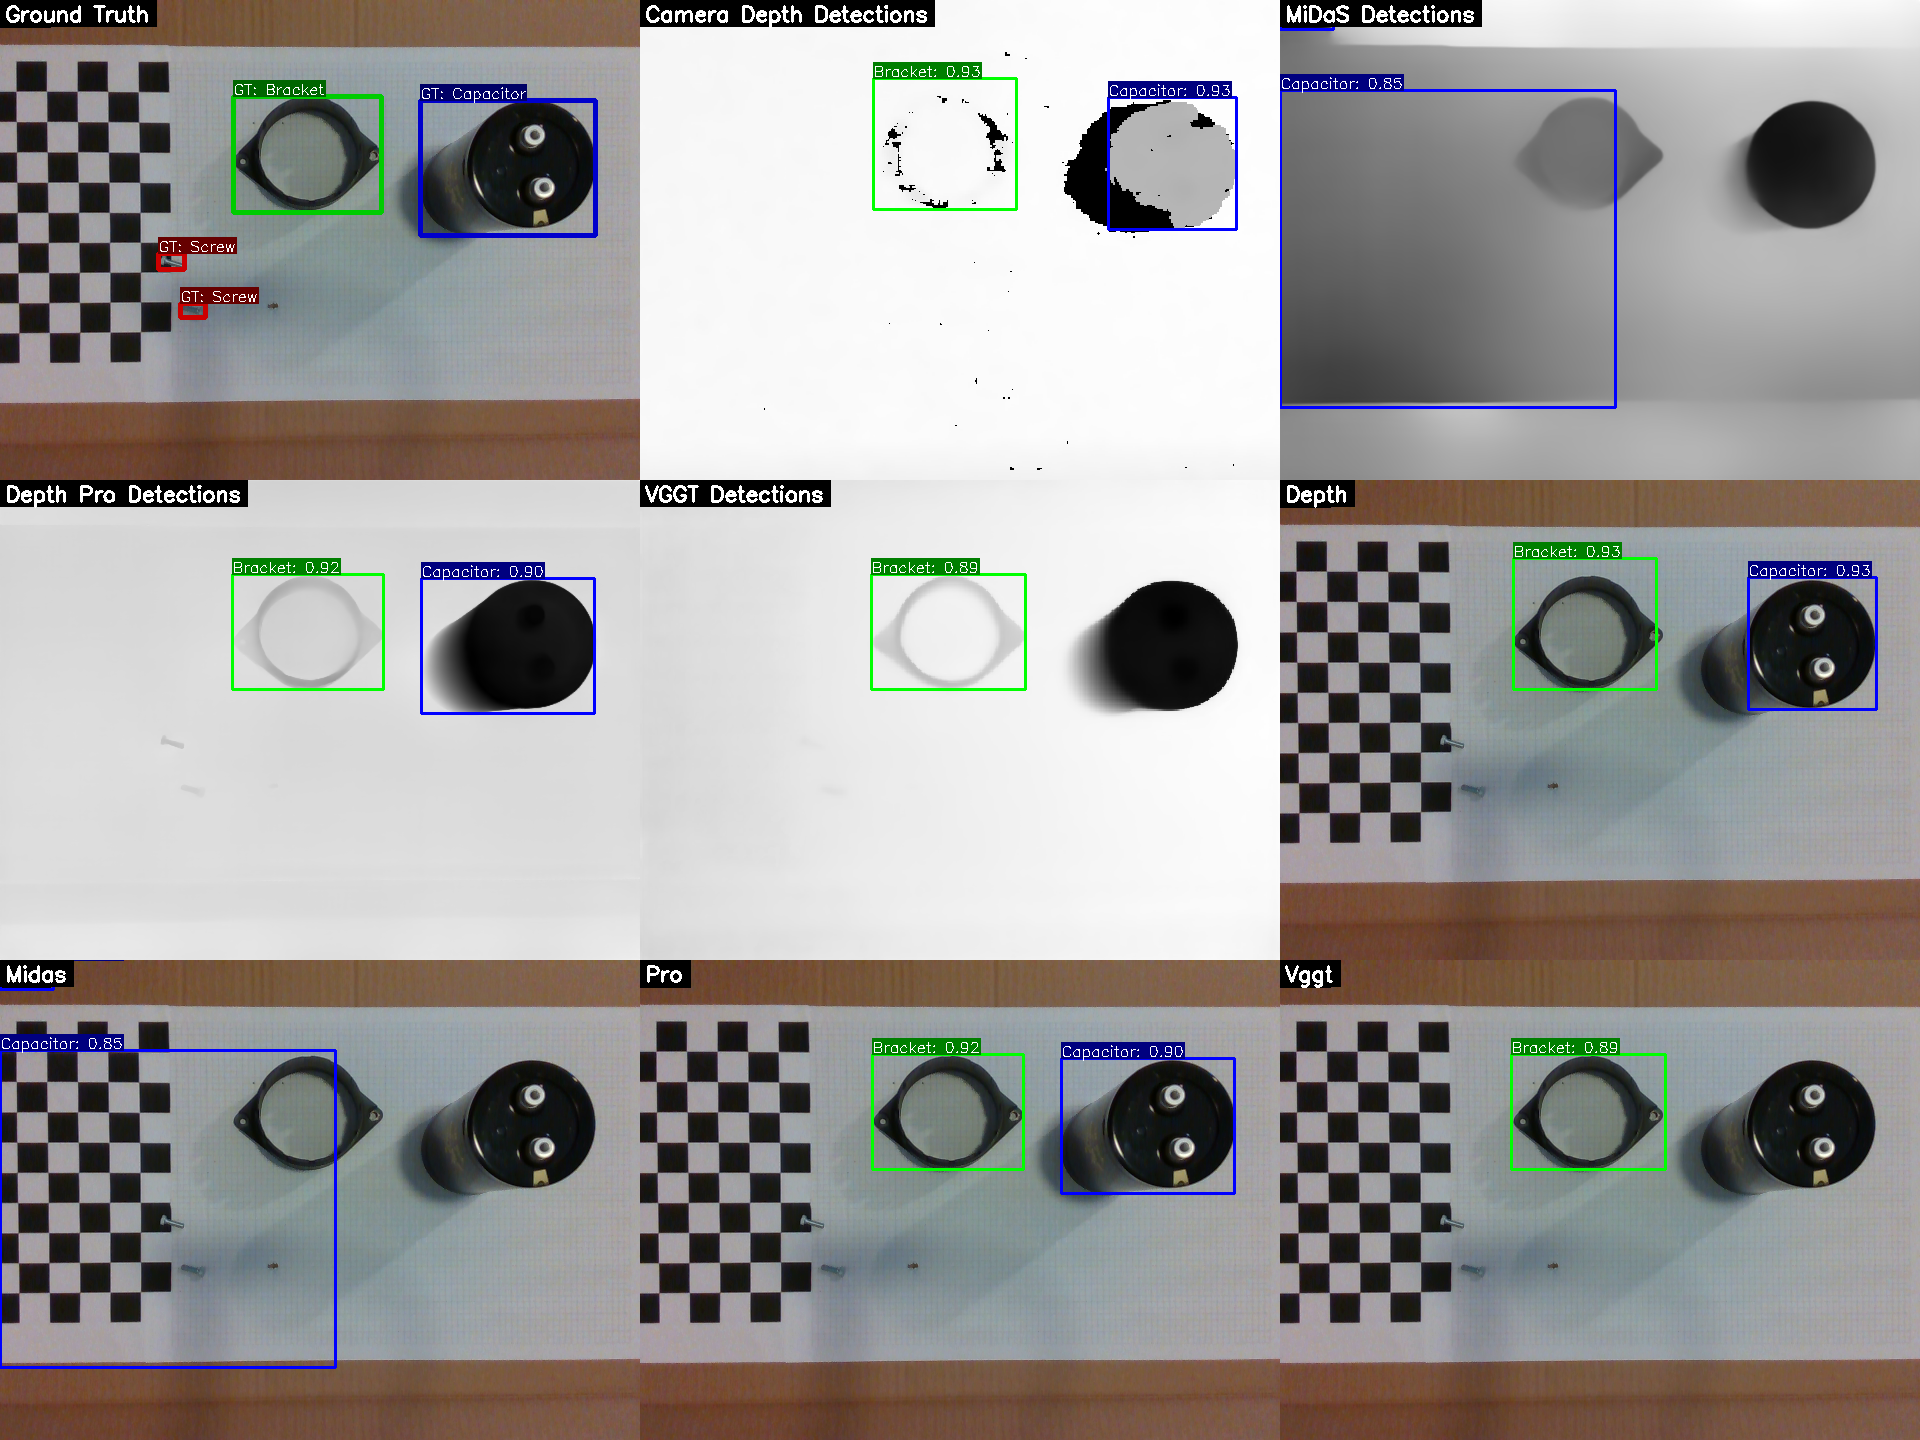 Ground Truth
GT: Bracket
GT: Capacitor
GT: Screw
GT: Screw
Camera Depth Detections
Bracket: 0.93
Capacitor: 0.93
MiDaS Detections
Capacitor: 0.85
Depth Pro Detections
Bracket: 0.92
Capacitor: 0.90
VGGT Detections
Bracket: 0.89
Depth
Bracket: 0.93
Capacitor: 0.93
Midas
Capacitor: 0.85
Pro
Bracket: 0.92
Capacitor: 0.90
Vggt
Bracket: 0.89